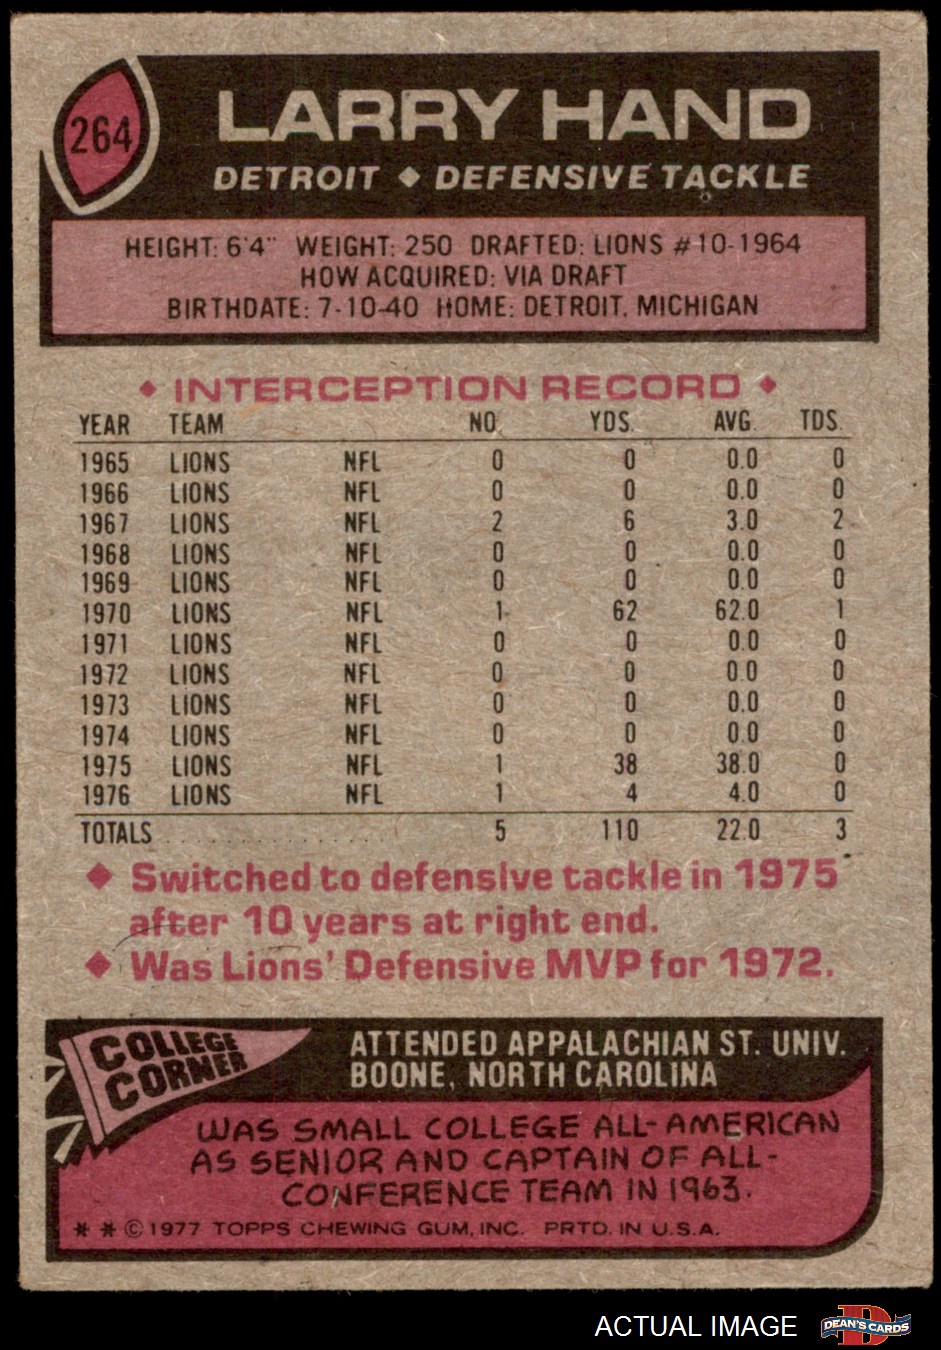 264
LARRY HAND
DETROIT ◆ DEFENSIVE TACKLE
HEIGHT: 6'4" WEIGHT: 250 DRAFTED: LIONS #10-1964
HOW ACQUIRED: VIA DRAFT
BIRTHDATE: 7-10-40 HOME: DETROIT, MICHIGAN
◆ INTERCEPTION RECORD ◆
YEAR TEAM NO. YDS. AVG. TDS.
1965 LIONS NFL 0 0 0.0 0
1966 LIONS NFL 0 0 0.0 0
1967 LIONS NFL 2 6 3.0 2
1968 LIONS NFL 0 0 0.0 0
1969 LIONS NFL 0 0 0.0 0
1970 LIONS NFL 1 62 62.0 1
1971 LIONS NFL 0 0 0.0 0
1972 LIONS NFL 0 0 0.0 0
1973 LIONS NFL 0 0 0.0 0
1974 LIONS NFL 0 0 0.0 0
1975 LIONS NFL 1 38 38.0 0
1976 LIONS NFL 1 4 4.0 0
TOTALS . . . . . . . . . . . . . . . 5 110 22.0 3
◆ Switched to defensive tackle in 1975
after 10 years at right end.
◆ Was Lions' Defensive MVP for 1972.
COLLEGE
CORNER
ATTENDED APPALACHIAN ST. UNIV.
BOONE, NORTH CAROLINA
WAS SMALL COLLEGE ALL-AMERICAN
AS SENIOR AND CAPTAIN OF ALL-
CONFERENCE TEAM IN 1963.
* * © 1977 TOPPS CHEWING GUM, INC. PRTD. IN U.S.A.
ACTUAL IMAGE
D
DEAN'S CARDS